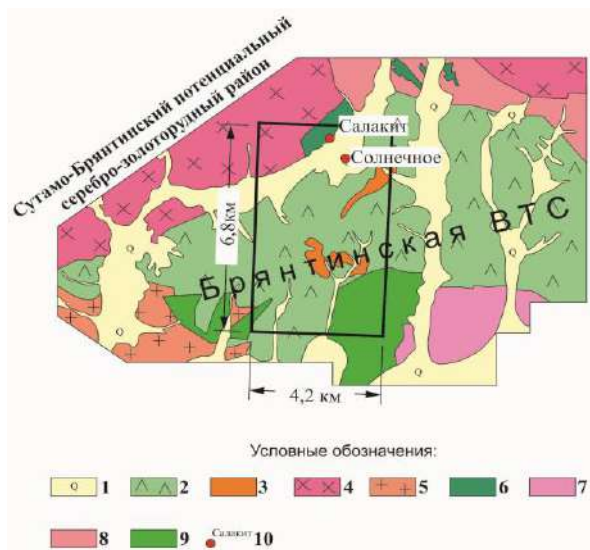 Сутамо-Брянтинский потенциальный
серебро-золоторудный район
Q
Салакит
Солнечное
Q
6,8км
Брянтинская ВТС
Q
Q
Q
Q
4,2 км
Условные обозначения:
Q 1 2 3 4 5 6 7
8 9 Салакит 10